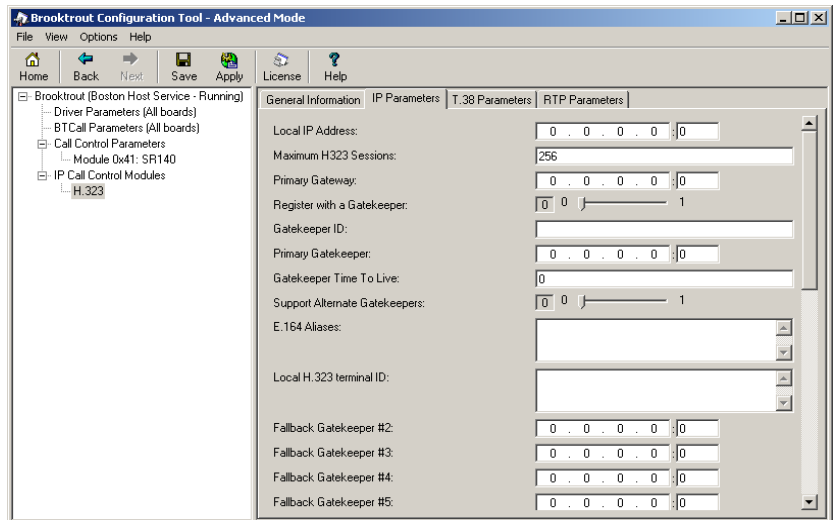 Brooktrout Configuration Tool - Advanced Mode
File View Options Help
Home Back Next Save Apply License Help
Brooktrout (Boston Host Service - Running)
Driver Parameters (All boards)
BTCall Parameters (All boards)
Call Control Parameters
Module 0x41: SR140
IP Call Control Modules
H.323
General Information IP Parameters T.38 Parameters RTP Parameters
Local IP Address: 0 . 0 . 0 . 0 : 0
Maximum H323 Sessions: 256
Primary Gateway: 0 . 0 . 0 . 0 : 0
Register with a Gatekeeper: 0 0 1
Gatekeeper ID:
Primary Gatekeeper: 0 . 0 . 0 . 0 : 0
Gatekeeper Time To Live: 0
Support Alternate Gatekeepers: 0 0 1
E.164 Aliases:
Local H.323 terminal ID:
Fallback Gatekeeper #2: 0 . 0 . 0 . 0 : 0
Fallback Gatekeeper #3: 0 . 0 . 0 . 0 : 0
Fallback Gatekeeper #4: 0 . 0 . 0 . 0 : 0
Fallback Gatekeeper #5: 0 . 0 . 0 . 0 : 0